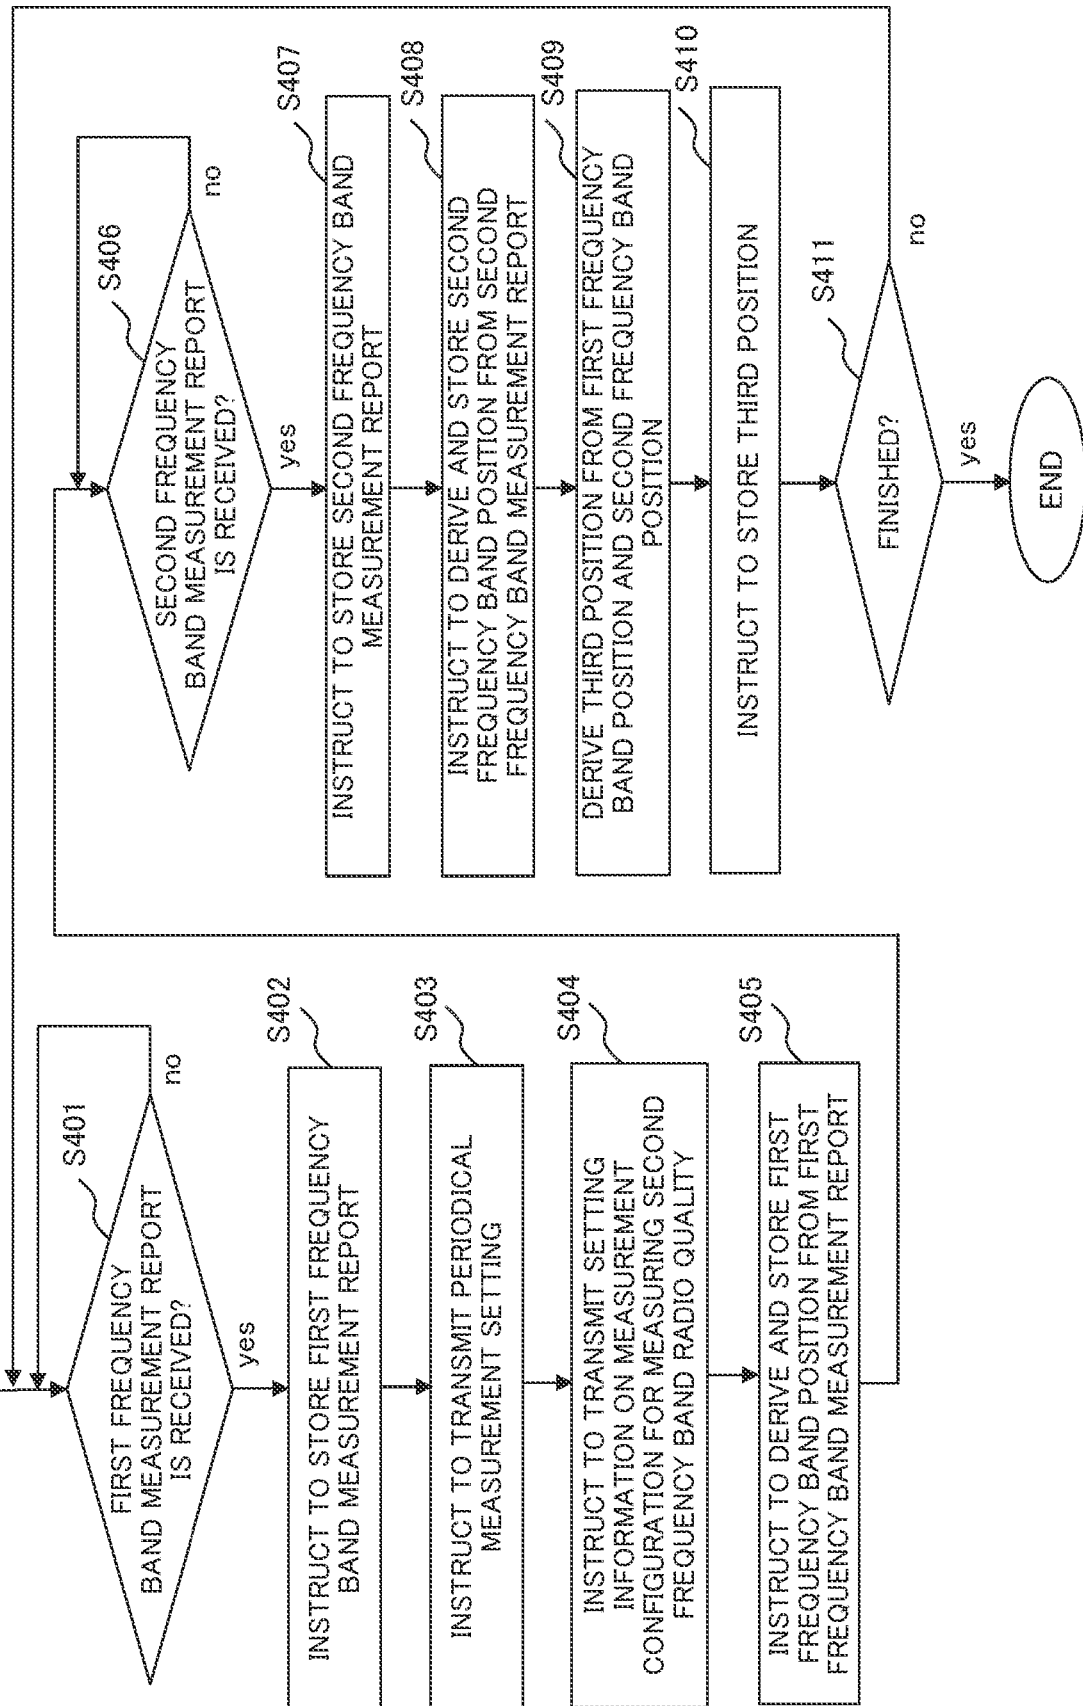 FIRST FREQUENCY
BAND MEASUREMENT REPORT
IS RECEIVED?
S401
no
yes
S402
INSTRUCT TO STORE FIRST FREQUENCY
BAND MEASUREMENT REPORT
S403
INSTRUCT TO TRANSMIT PERIODICAL
MEASUREMENT SETTING
S404
INSTRUCT TO TRANSMIT SETTING
INFORMATION ON MEASUREMENT
CONFIGURATION FOR MEASURING SECOND
FREQUENCY BAND RADIO QUALITY
S405
INSTRUCT TO DERIVE AND STORE FIRST
FREQUENCY BAND POSITION FROM FIRST
FREQUENCY BAND MEASUREMENT REPORT
SECOND FREQUENCY
BAND MEASUREMENT REPORT
IS RECEIVED?
S406
no
yes
S407
INSTRUCT TO STORE SECOND FREQUENCY BAND
MEASUREMENT REPORT
S408
INSTRUCT TO DERIVE AND STORE SECOND
FREQUENCY BAND POSITION FROM SECOND
FREQUENCY BAND MEASUREMENT REPORT
S409
DERIVE THIRD POSITION FROM FIRST FREQUENCY
BAND POSITION AND SECOND FREQUENCY BAND
POSITION
S410
INSTRUCT TO STORE THIRD POSITION
S411
FINISHED?
no
yes
END